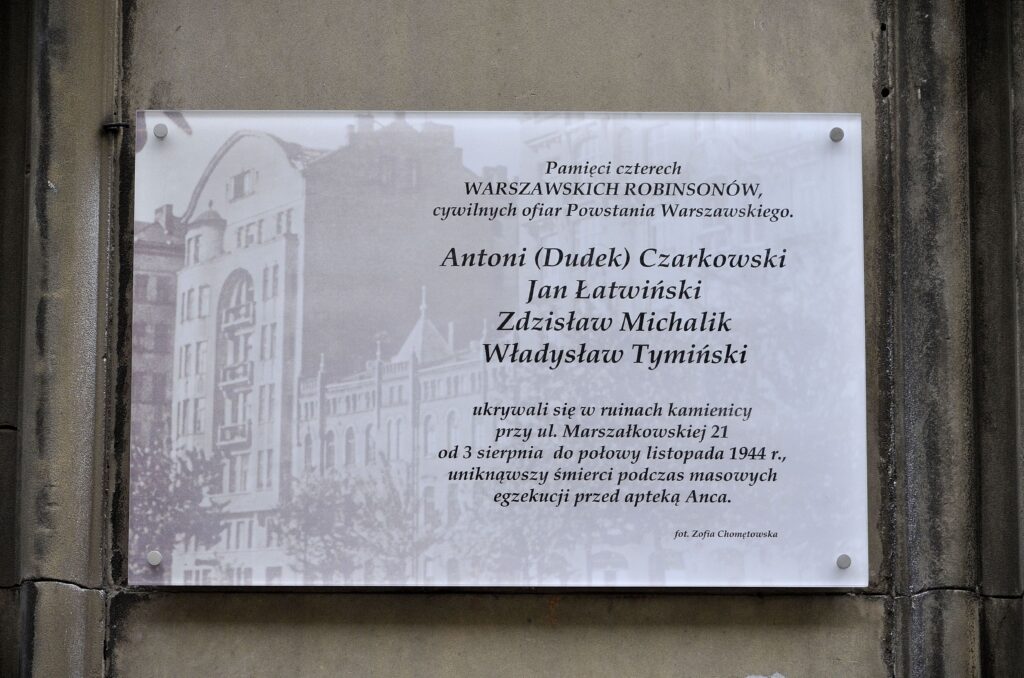 Pamięci czterech
WARSZAWSKICH ROBINSONÓW,
cywilnych ofiar Powstania Warszawskiego.
Antoni (Dudek) Czarkowski
Jan Łatwiński
Zdzisław Michalik
Władysław Tymiński
ukrywali się w ruinach kamienicy
przy ul. Marszałkowskiej 21
od 3 sierpnia do połowy listopada 1944 r.,
uniknąwszy śmierci podczas masowych
egzekucji przed apteką Anca.
fot. Zofia Chomętowska